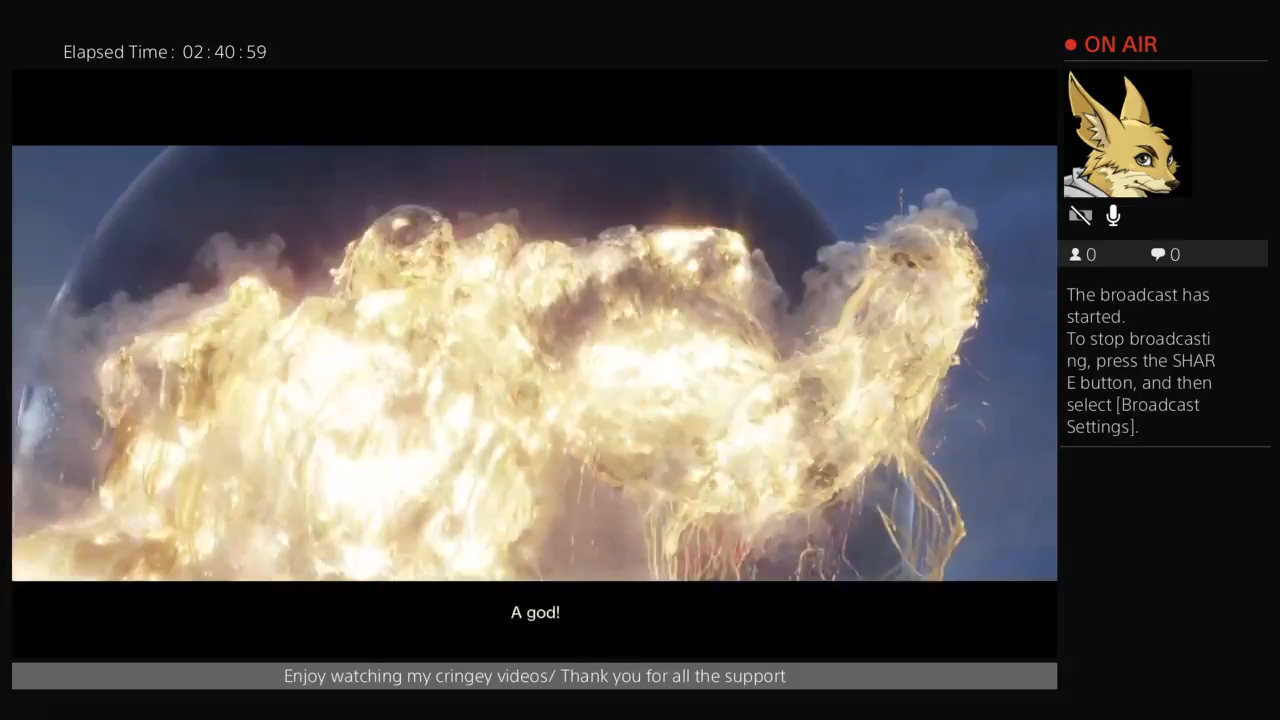 Elapsed Time: 02:40:59
ON AIR
0
0
The broadcast has
started.
To stop broadcasti
ng, press the SHAR
E button, and then
select [Broadcast
Settings].
A god!
Enjoy watching my cringey videos/ Thank you for all the support